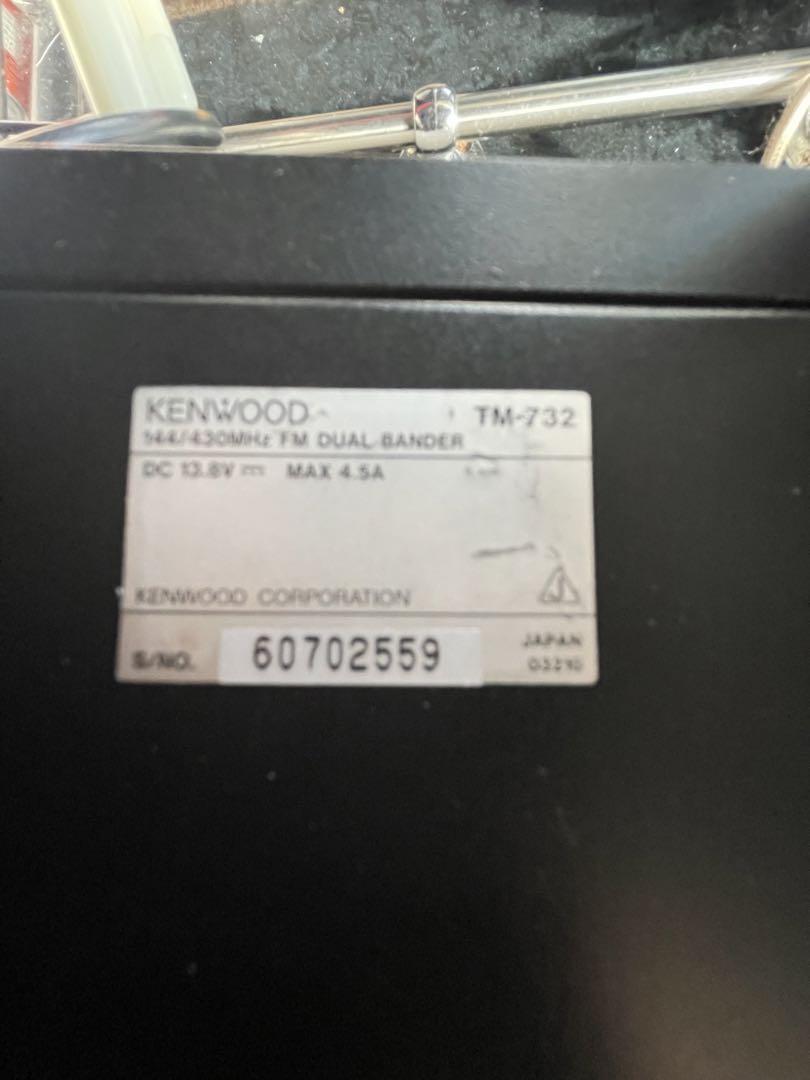 KENWOOD TM-732
144/430MHz FM DUAL BANDER
DC 13.8V MAX 4.5A
KENWOOD CORPORATION
S/NO. 60702559
JAPAN